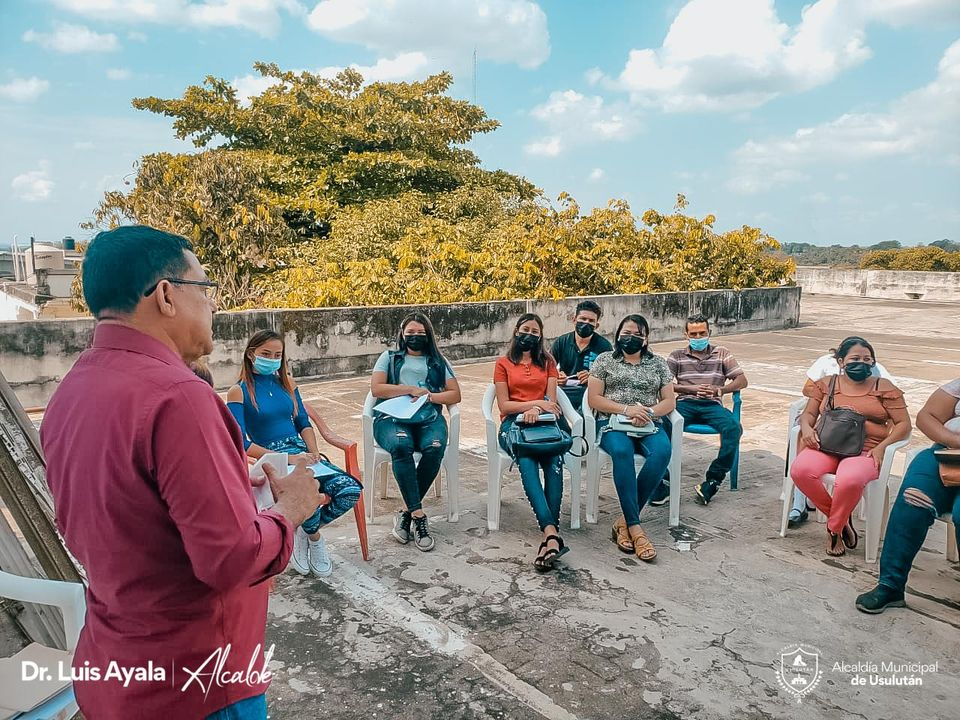 Dr. Luis Ayala | Alcalde
Alcaldía Municipal
de Usulután